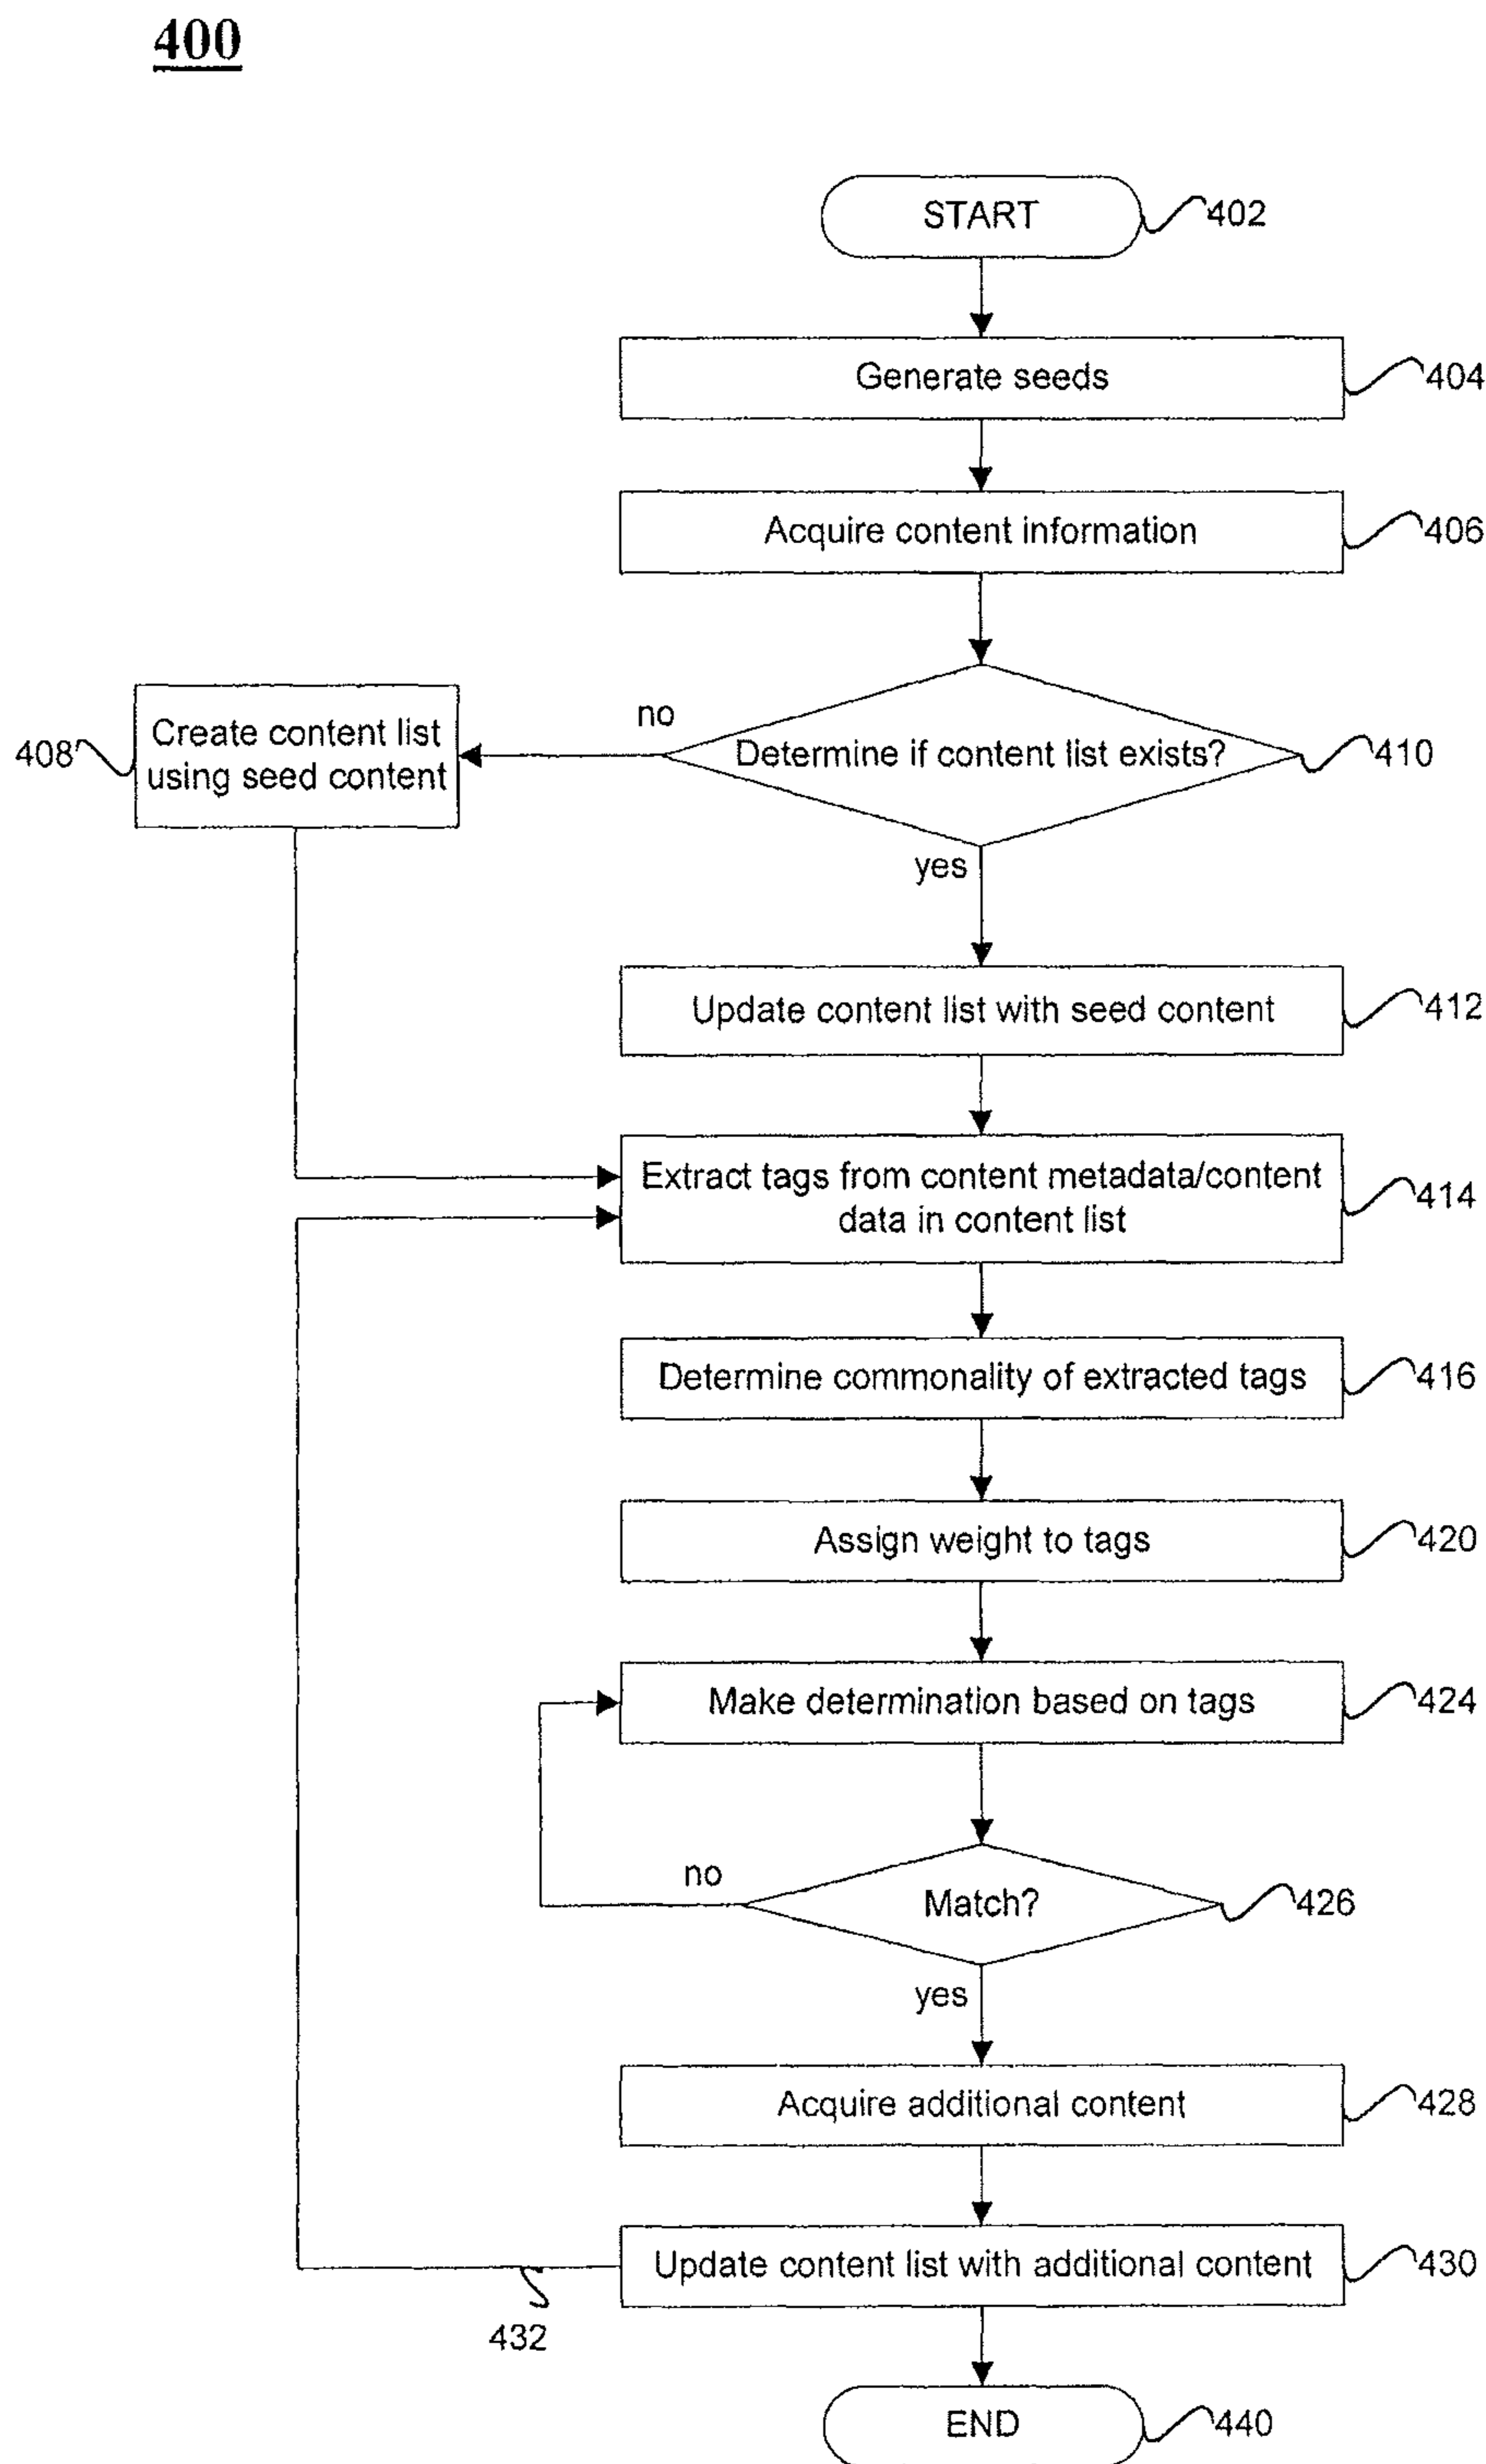 400
START
402
Generate seeds
404
Acquire content information
406
no
Create content list
using seed content
408
Determine if content list exists?
410
yes
Update content list with seed content
412
Extract tags from content metadata/content
data in content list
414
Determine commonality of extracted tags
416
Assign weight to tags
420
Make determination based on tags
424
no
Match?
426
yes
Acquire additional content
428
Update content list with additional content
430
432
END
440